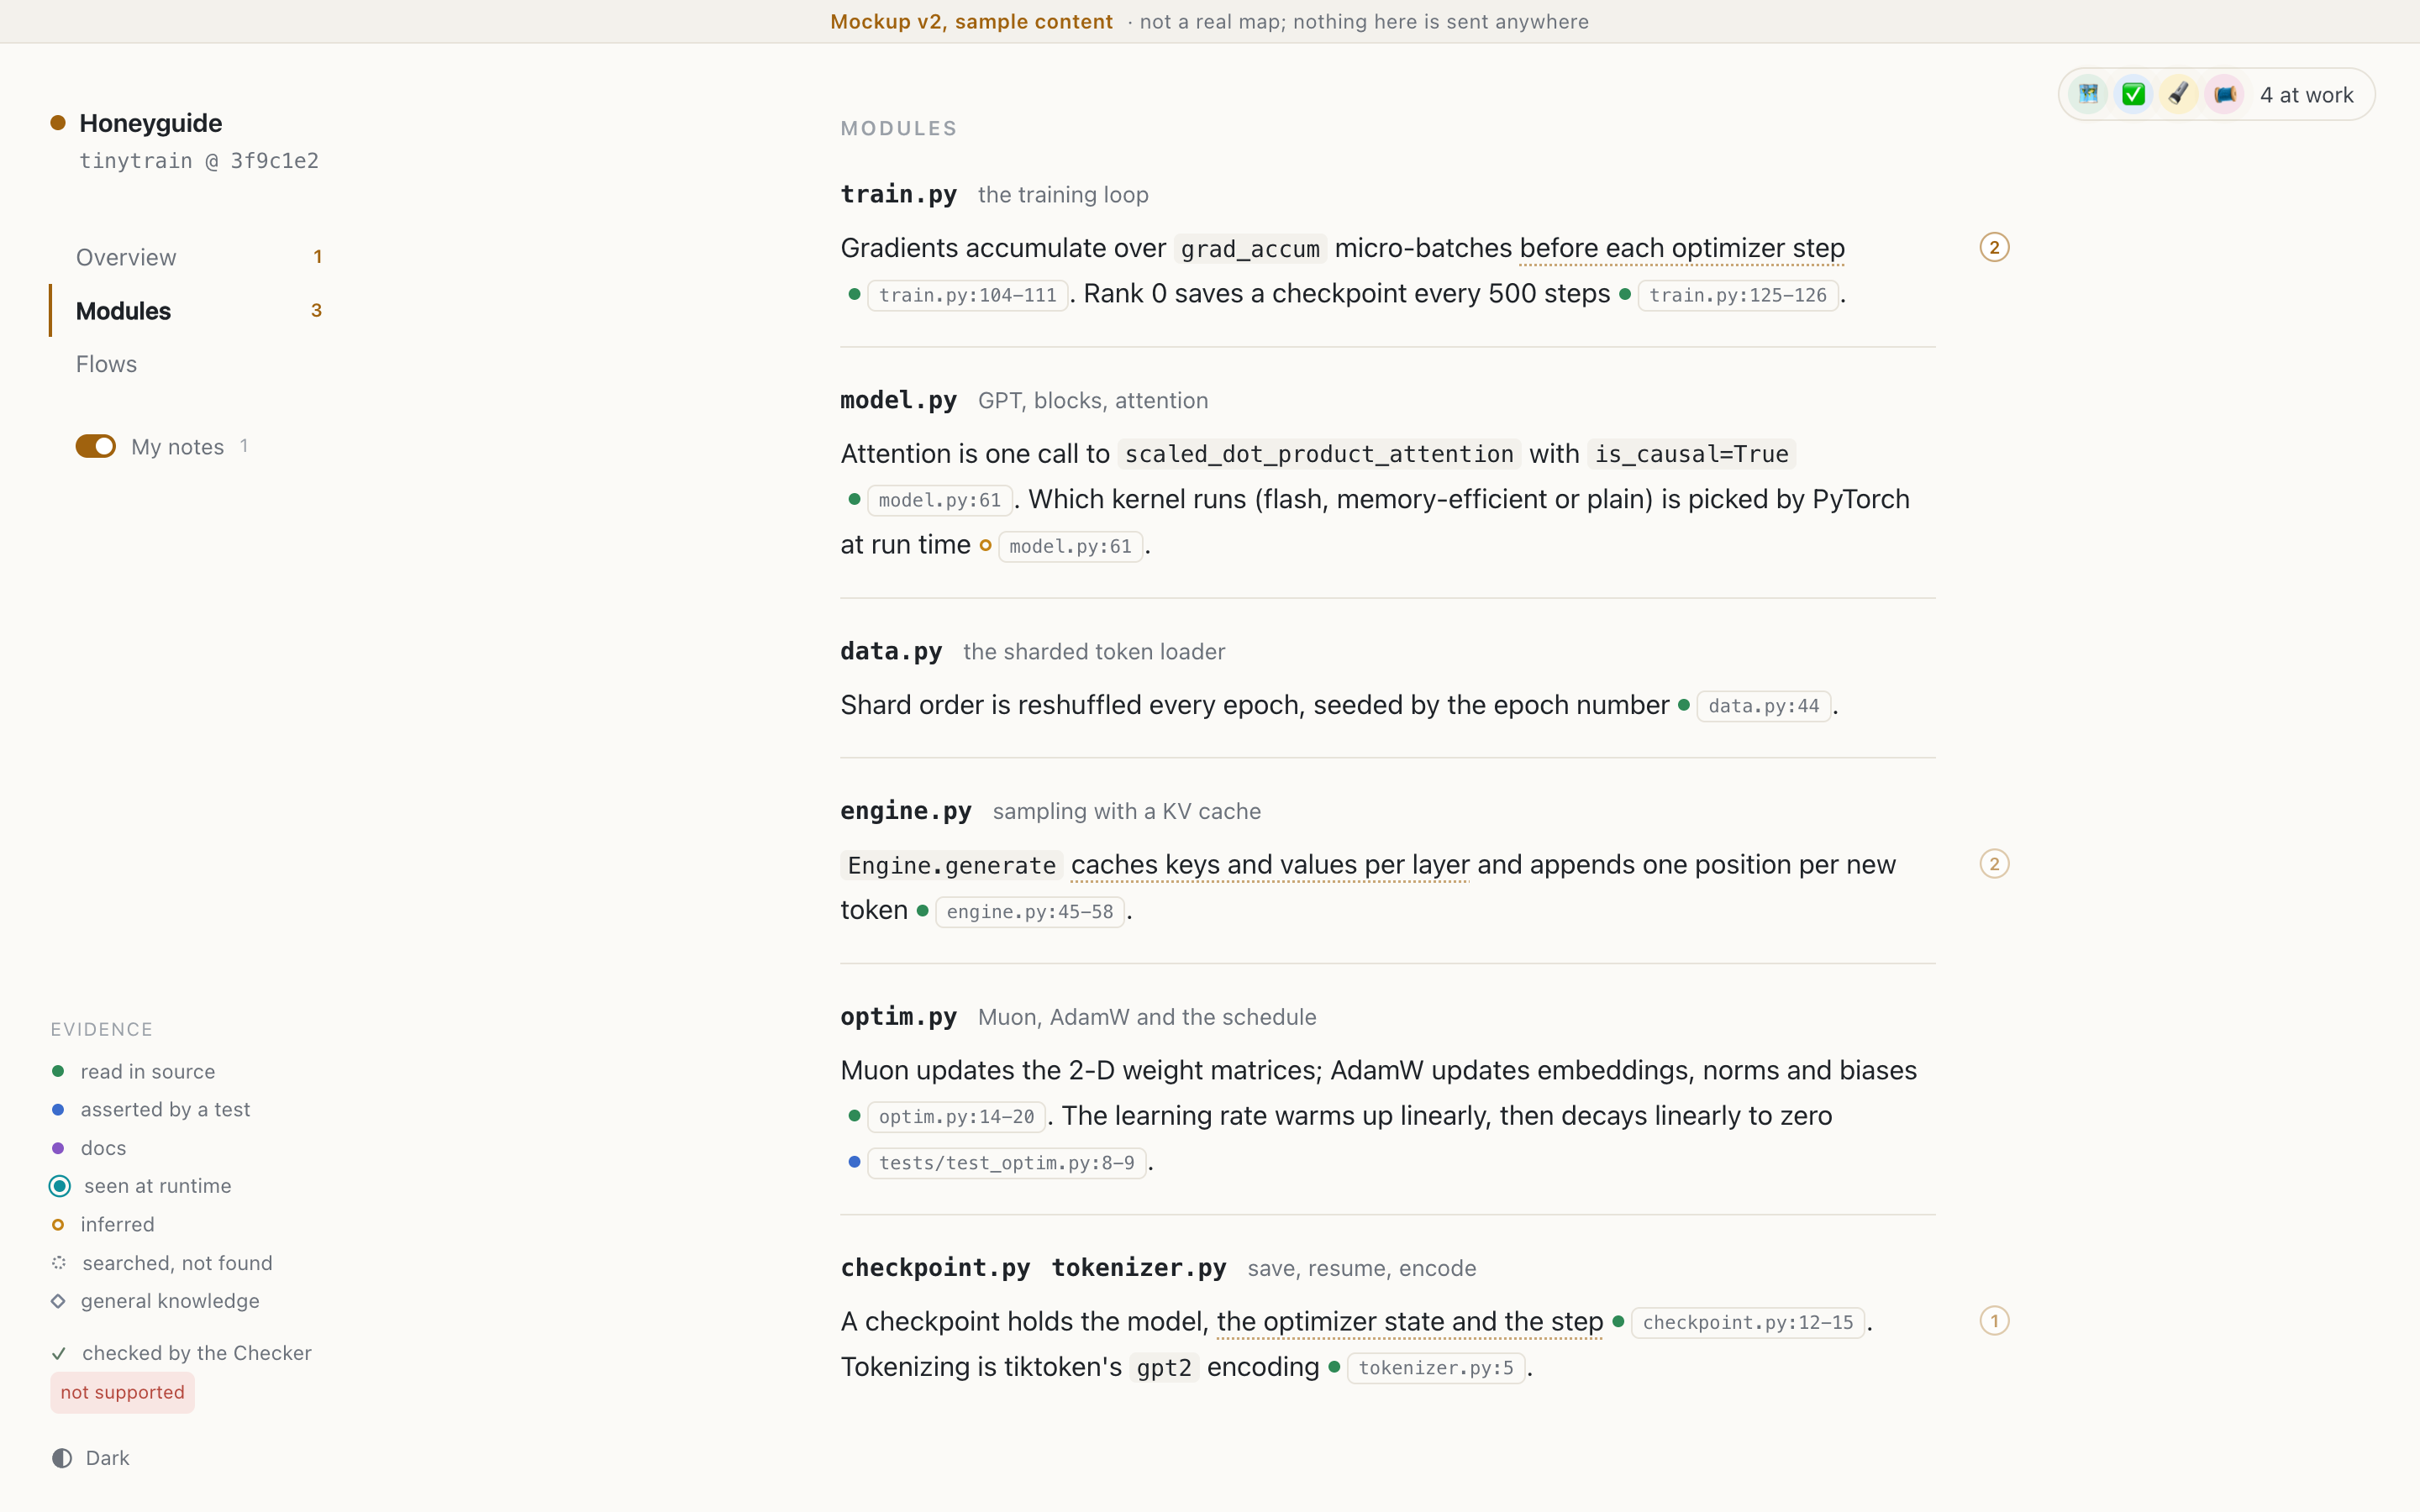 Mockup v2, sample content · not a real map; nothing here is sent anywhere
Honeyguide
tinytrain @ 3f9c1e2
Overview 1
Modules 3
Flows
My notes 1
EVIDENCE
read in source
asserted by a test
docs
seen at runtime
inferred
searched, not found
general knowledge
checked by the Checker
not supported
Dark
4 at work
MODULES
train.py the training loop
Gradients accumulate over grad_accum micro-batches before each optimizer step 2
train.py:104–111. Rank 0 saves a checkpoint every 500 steps train.py:125–126.
model.py GPT, blocks, attention
Attention is one call to scaled_dot_product_attention with is_causal=True
model.py:61. Which kernel runs (flash, memory-efficient or plain) is picked by PyTorch
at run time model.py:61.
data.py the sharded token loader
Shard order is reshuffled every epoch, seeded by the epoch number data.py:44.
engine.py sampling with a KV cache
Engine.generate caches keys and values per layer and appends one position per new 2
token engine.py:45–58.
optim.py Muon, AdamW and the schedule
Muon updates the 2-D weight matrices; AdamW updates embeddings, norms and biases
optim.py:14–20. The learning rate warms up linearly, then decays linearly to zero
tests/test_optim.py:8–9.
checkpoint.py tokenizer.py save, resume, encode
A checkpoint holds the model, the optimizer state and the step checkpoint.py:12–15. 1
Tokenizing is tiktoken's gpt2 encoding tokenizer.py:5.